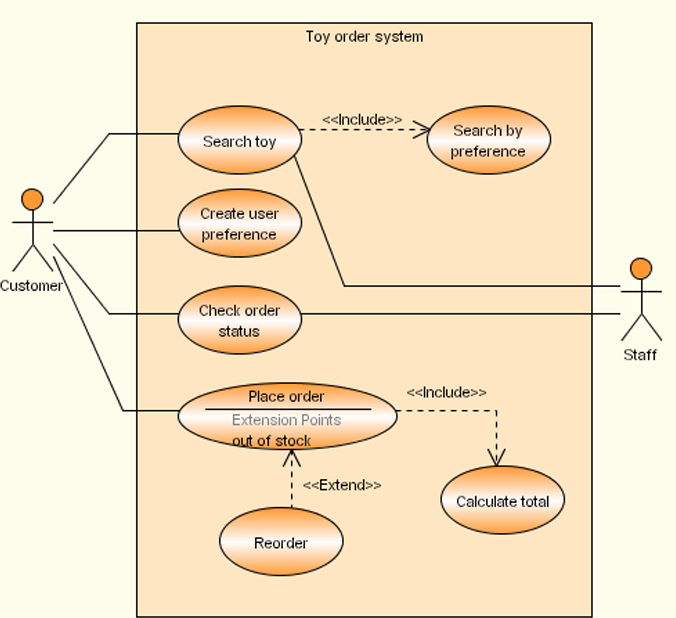 Toy order system
Search toy
<<Include>>
Search by
preference
Create user
preference
Customer
Check order
status
Staff
Place order
Extension Points
out of stock
<<Include>>
<<Extend>>
Calculate total
Reorder